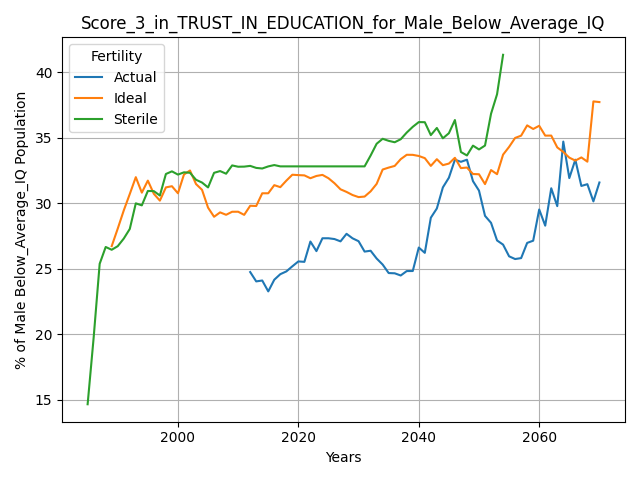 Score_3_in_TRUST_IN_EDUCATION_for_Male_Below_Average_IQ
% of Male Below_Average_IQ Population
Fertility
Actual
Ideal
Sterile
40
35
30
25
20
15
2000
2020
2040
2060
Years